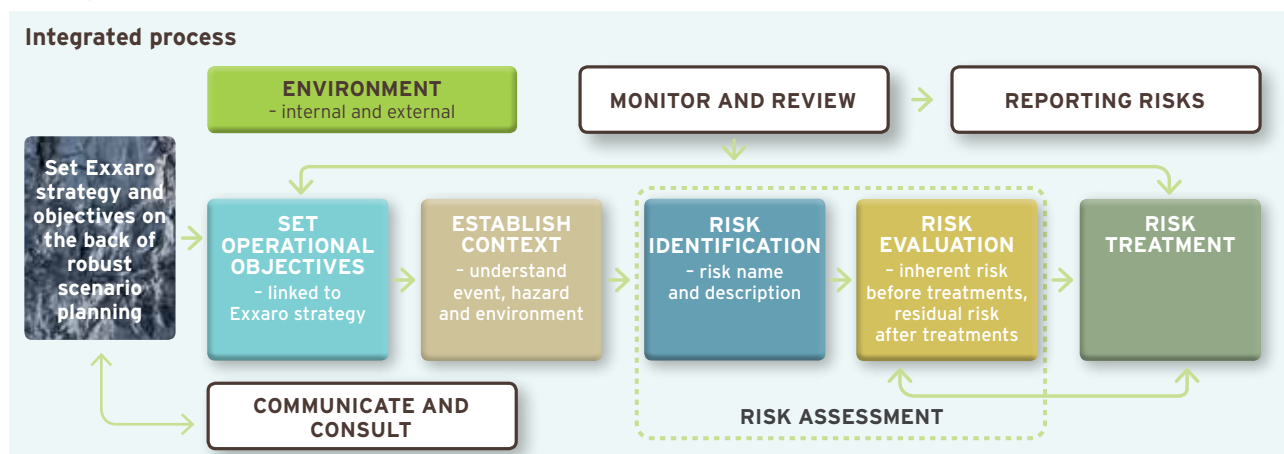 Integrated process
ENVIRONMENT
– internal and external
MONITOR AND REVIEW
REPORTING RISKS
Set Exxaro
strategy and
objectives on
the back of
robust
scenario
planning
SET
OPERATIONAL
OBJECTIVES
– linked to
Exxaro strategy
ESTABLISH
CONTEXT
– understand
event, hazard
and environment
RISK
IDENTIFICATION
– risk name
and description
RISK
EVALUATION
– inherent risk
before treatments,
residual risk
after treatments
RISK
TREATMENT
COMMUNICATE AND
CONSULT
RISK ASSESSMENT